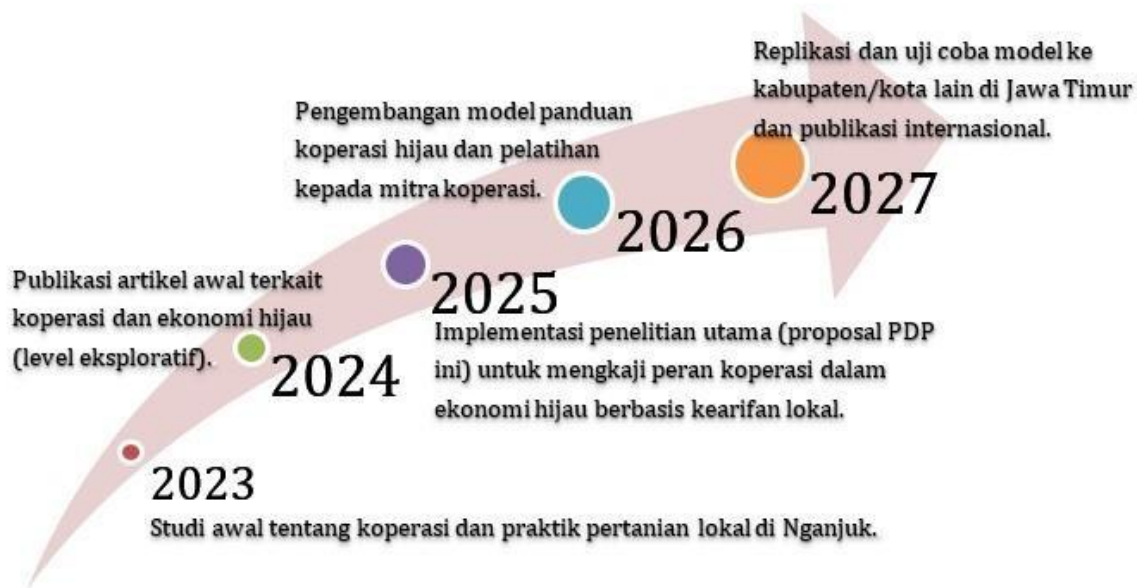 Replikasi dan uji coba model ke
kabupaten/kota lain di Jawa Timur
dan publikasi internasional.
2027
Pengembangan model panduan
koperasi hijau dan pelatihan
kepada mitra koperasi.
2026
2025
Implementasi penelitian utama (proposal PDP
ini) untuk mengkaji peran koperasi dalam
ekonomi hijau berbasis kearifan lokal.
Publikasi artikel awal terkait
koperasi dan ekonomi hijau
(level eksploratif).
2024
2023
Studi awal tentang koperasi dan praktik pertanian lokal di Nganjuk.